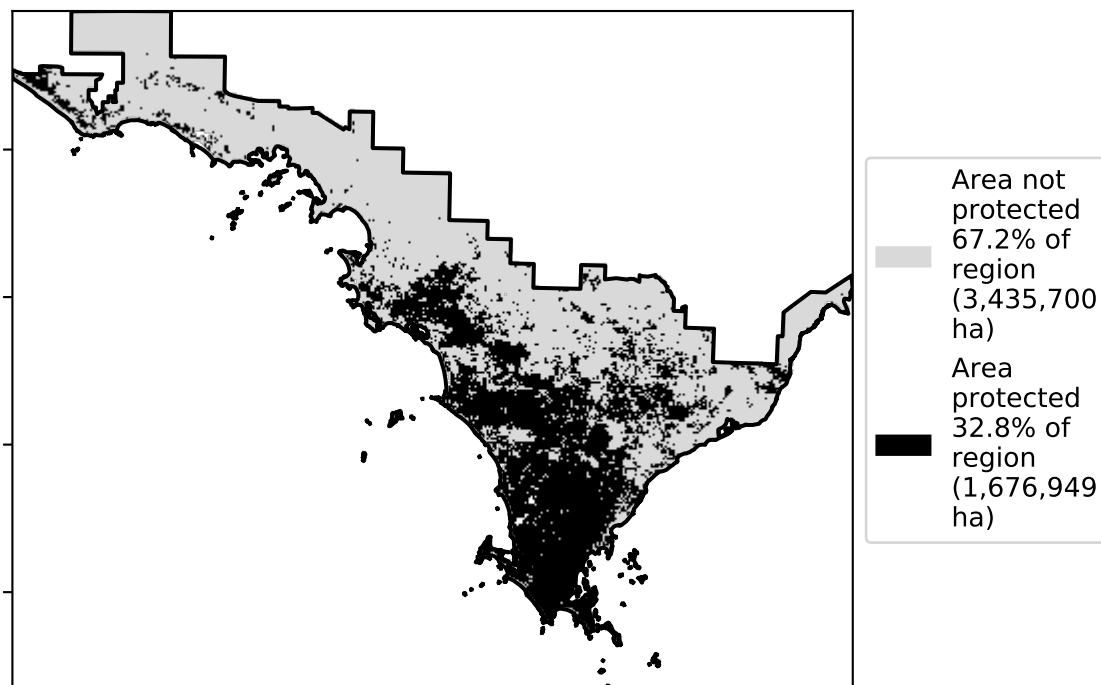 Area not
protected
67.2% of
region
(3,435,700
ha)
Area
protected
32.8% of
region
(1,676,949
ha)